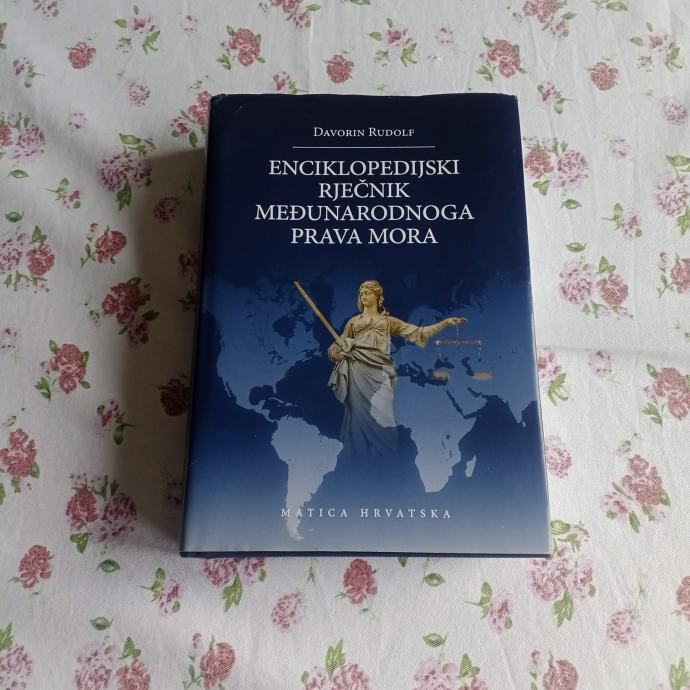 DAVORIN RUDOLF
ENCIKLOPEDIJSKI
RJEČNIK
MEĐUNARODNOGA
PRAVA MORA
MATICA HRVATSKA